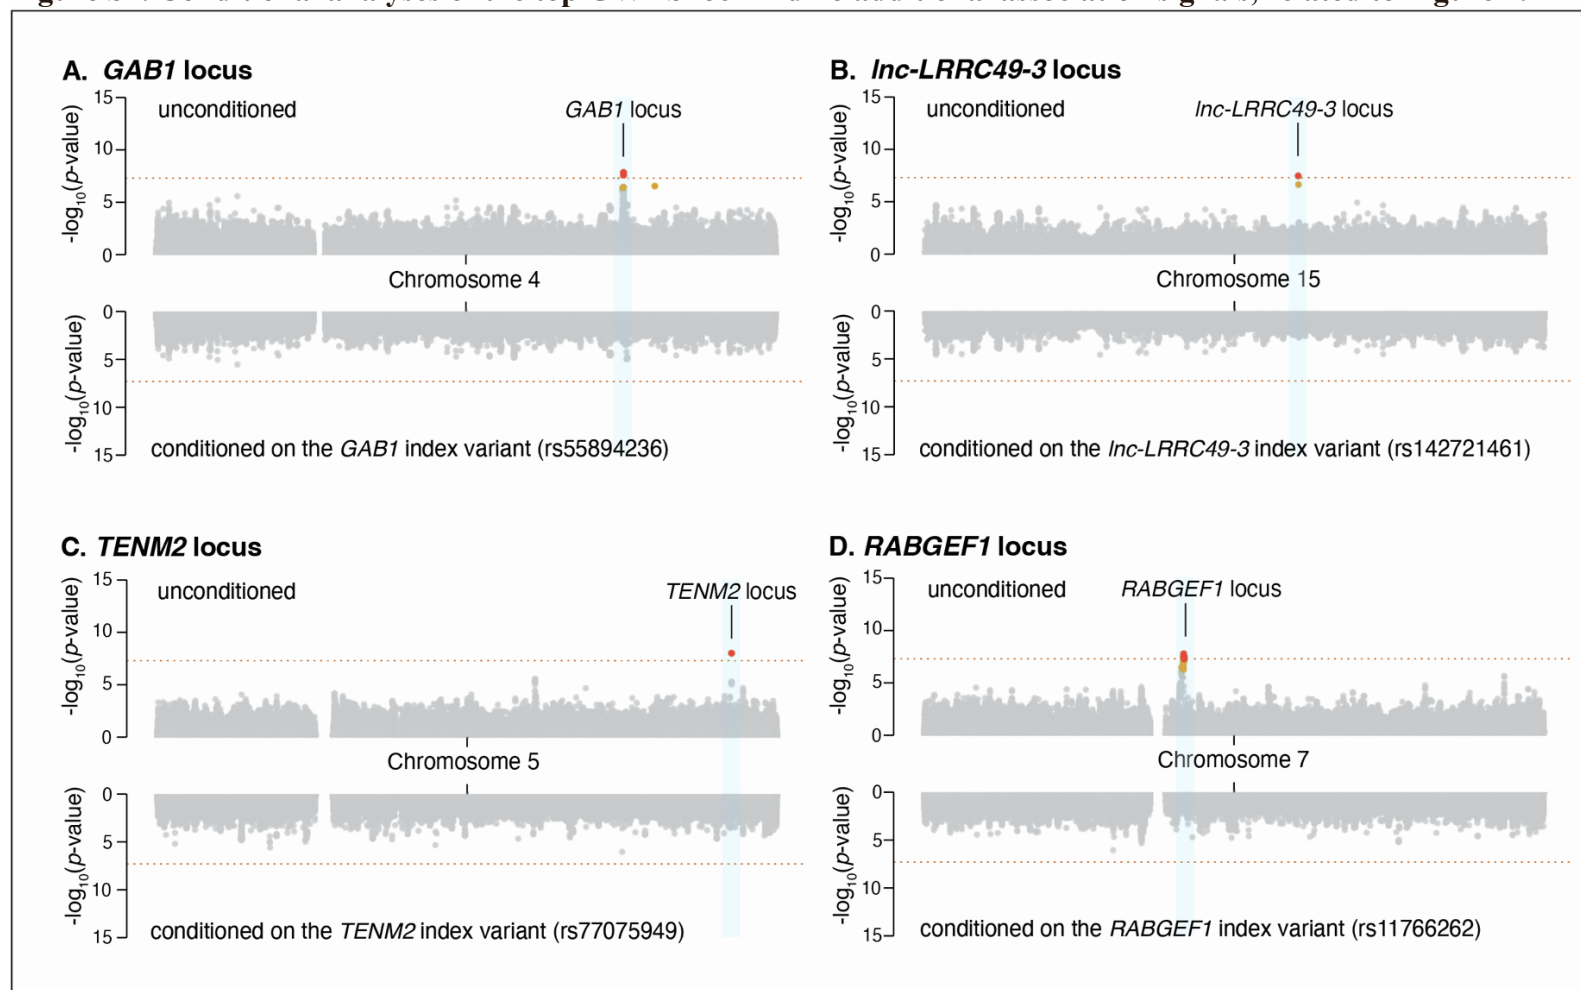 A. GAB1 locus
15
unconditioned
GAB1 locus
10
5
0
-log10(p-value)
Chromosome 4
0
5
10
15
-log10(p-value)
conditioned on the GAB1 index variant (rs55894236)
B. lnc-LRRC49-3 locus
15
unconditioned
lnc-LRRC49-3 locus
10
5
0
-log10(p-value)
Chromosome 15
0
5
10
15
-log10(p-value)
conditioned on the lnc-LRRC49-3 index variant (rs142721461)
C. TENM2 locus
15
unconditioned
TENM2 locus
10
5
0
-log10(p-value)
Chromosome 5
0
5
10
15
-log10(p-value)
conditioned on the TENM2 index variant (rs77075949)
D. RABGEF1 locus
15
unconditioned
RABGEF1 locus
10
5
0
-log10(p-value)
Chromosome 7
0
5
10
15
-log10(p-value)
conditioned on the RABGEF1 index variant (rs11766262)